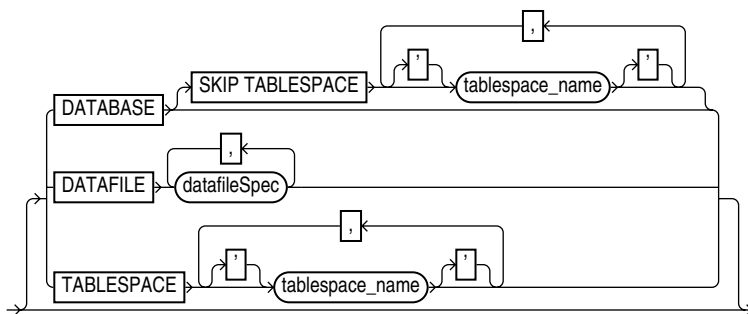 ,
' '
SKIP TABLESPACE tablespace_name
DATABASE
,
DATAFILE datafileSpec
,
' '
TABLESPACE tablespace_name